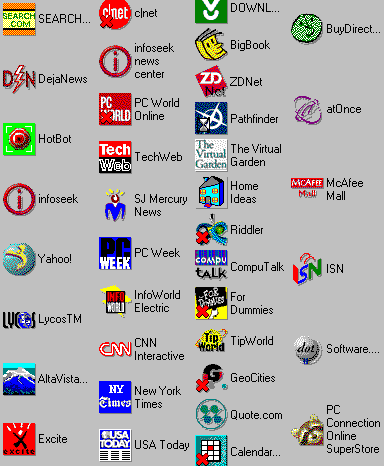 SEARCH.COM
SEARCH...
DN
DejaNews
HotBot
infoseek
Yahoo!
LYCOS
LycosTM
AltaVista...
excite
Excite
c|net
c|net
infoseek
news
center
PC
WORLD
PC World
Online
Tech
Web
TechWeb
SJ Mercury
News
PC
WEEK
PC Week
INFO
WORLD
InfoWorld
Electric
CNN
CNN
Interactive
NY
Times
New York
Times
USA
TODAY
USA Today
DOWNL...
BigBook
ZD
Net
ZDNet
Pathfinder
The
Virtual
Garden
The Virtual
Garden
Home
Ideas
Riddler
COMPU
TALK
CompuTalk
FOR
DUMMIES
For
Dummies
Tip
World
TipWorld
GeoCities
Quote.com
Calendar...
BuyDirect...
atOnce
McAFEE
Mall
McAfee
Mall
ISN
ISN
dot
Software....
PC
Connection
Online
SuperStore